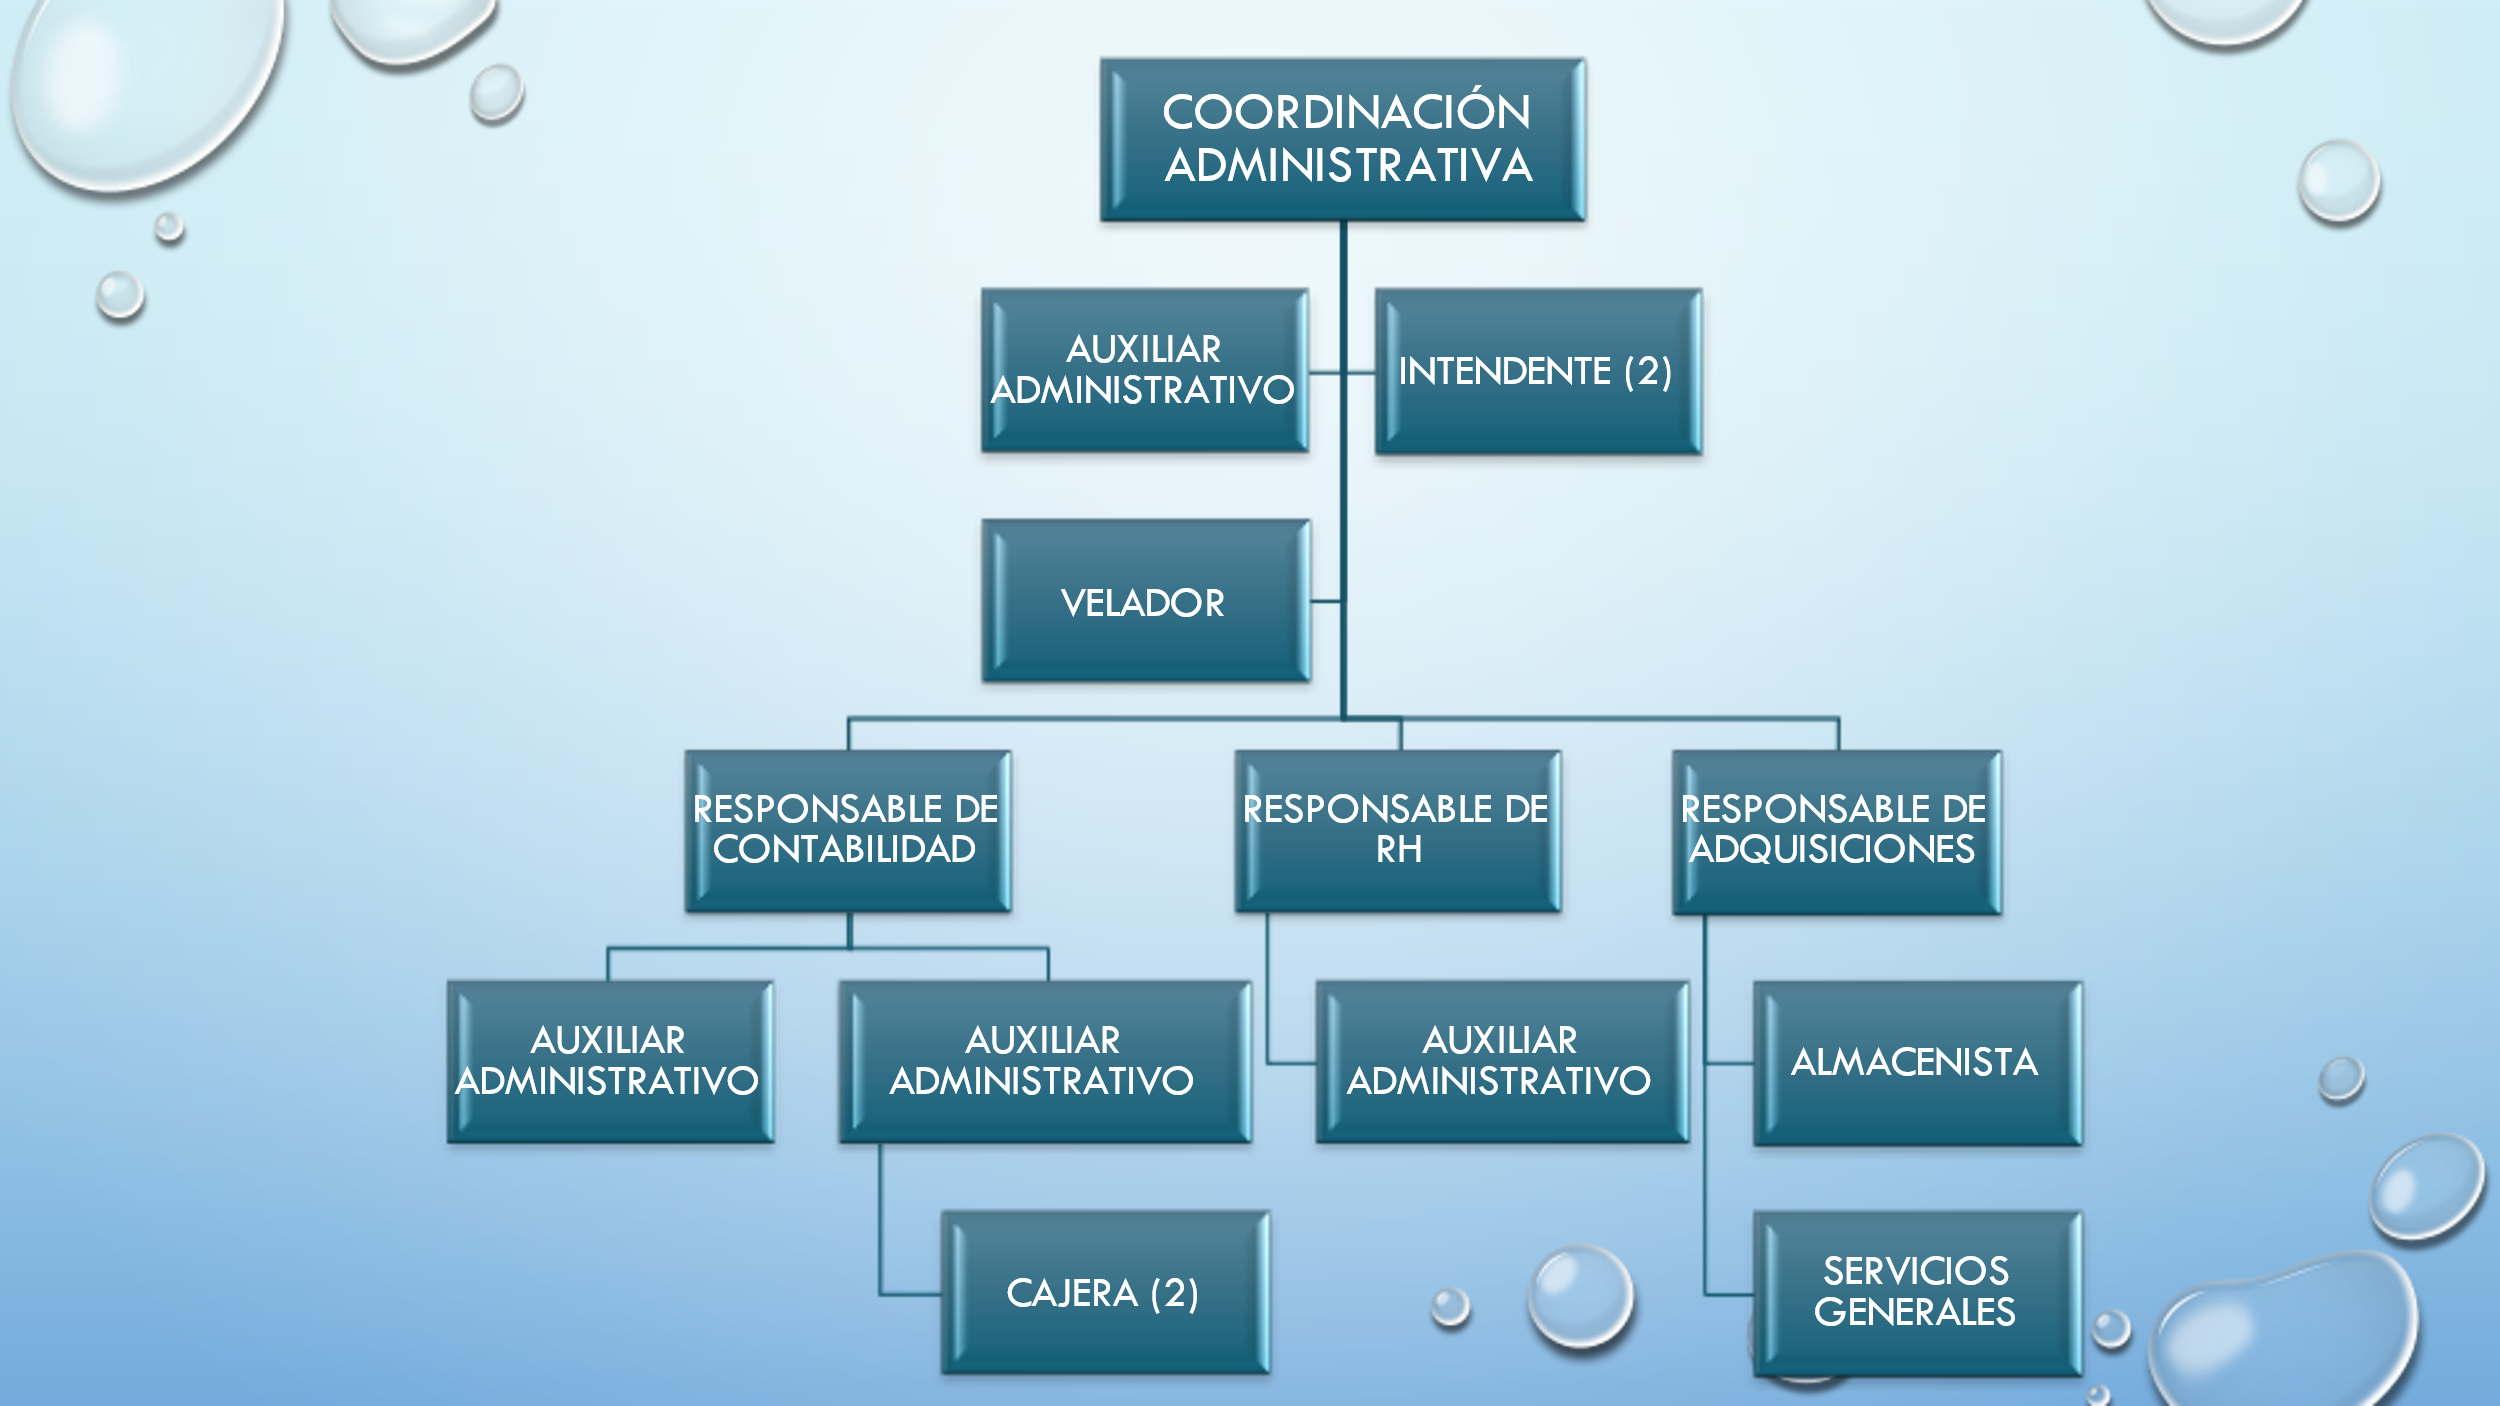 COORDINACIÓN
ADMINISTRATIVA
AUXILIAR
ADMINISTRATIVO
INTENDENTE (2)
VELADOR
RESPONSABLE DE
CONTABILIDAD
RESPONSABLE DE
RH
RESPONSABLE DE
ADQUISICIONES
AUXILIAR
ADMINISTRATIVO
AUXILIAR
ADMINISTRATIVO
AUXILIAR
ADMINISTRATIVO
ALMACENISTA
CAJERA (2)
SERVICIOS
GENERALES